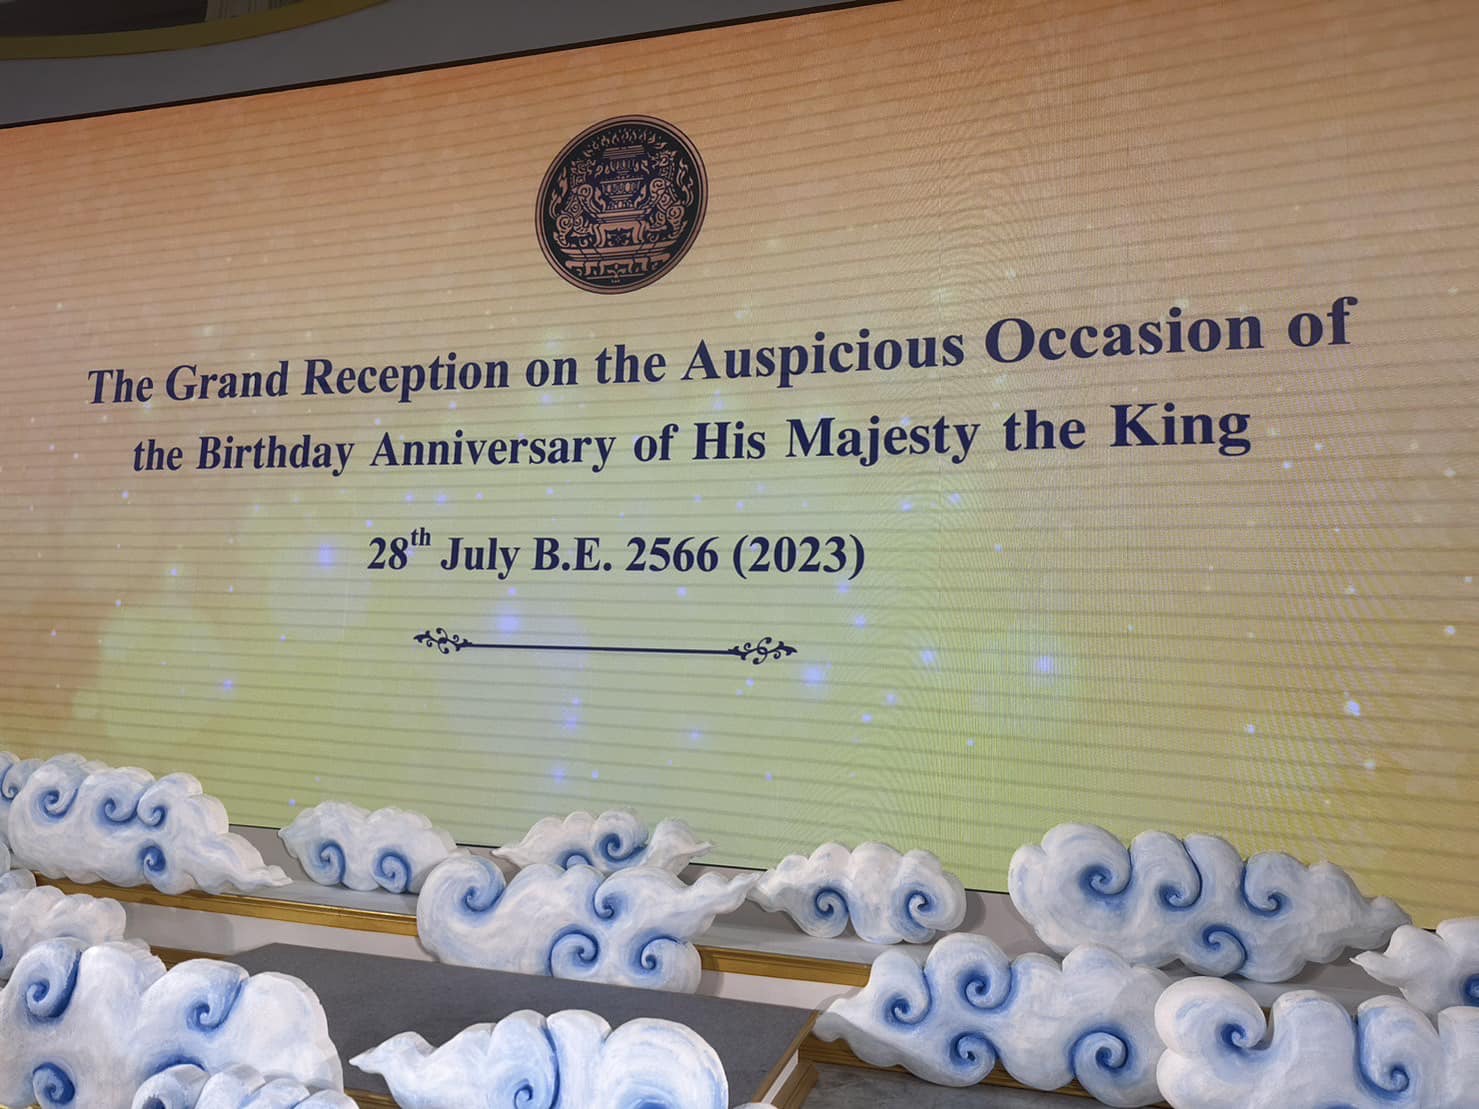 The Grand Reception on the Auspicious Occasion of
the Birthday Anniversary of His Majesty the King
28th July B.E. 2566 (2023)